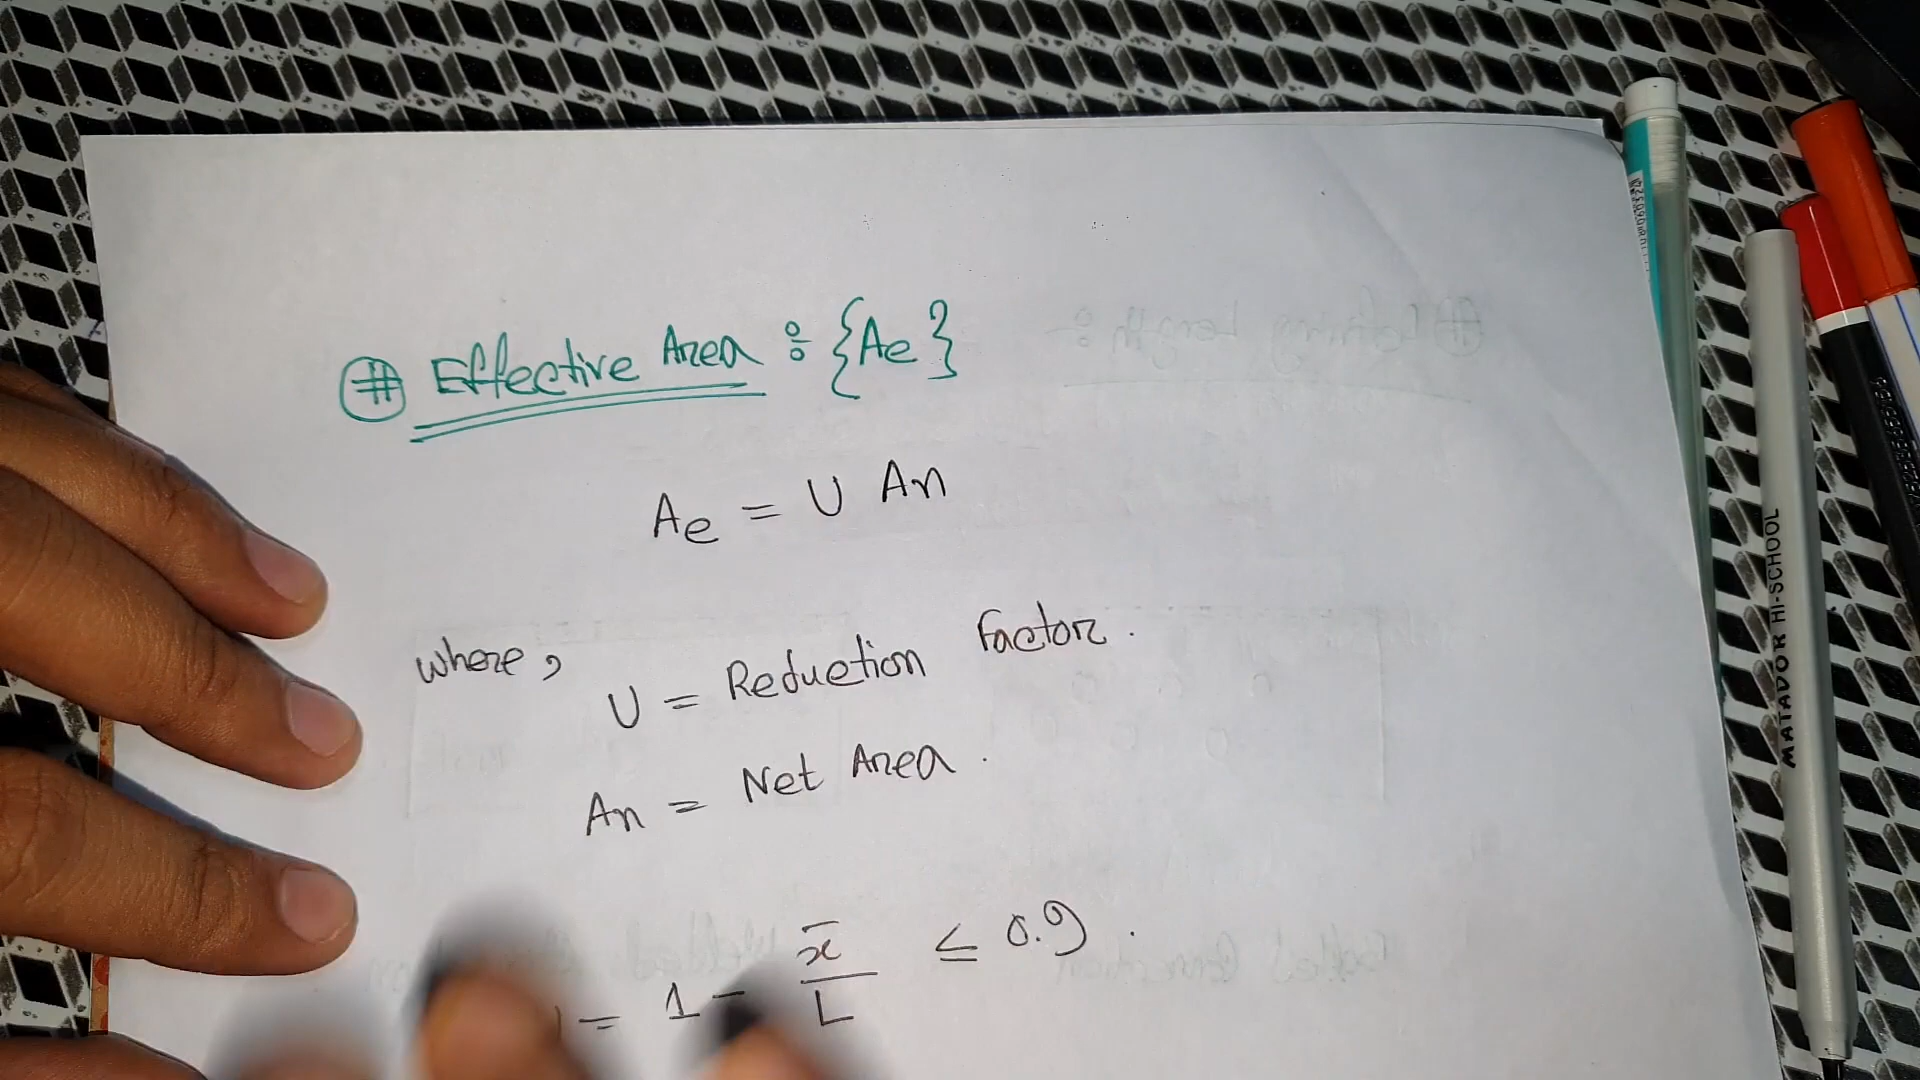 # Effective Area : {Ae}
Ae = U An
where,
U = Reduction factor.
An = Net Area.
= 1 - x̄/L ≤ 0.9.
MATADOR HI-SCHOOL